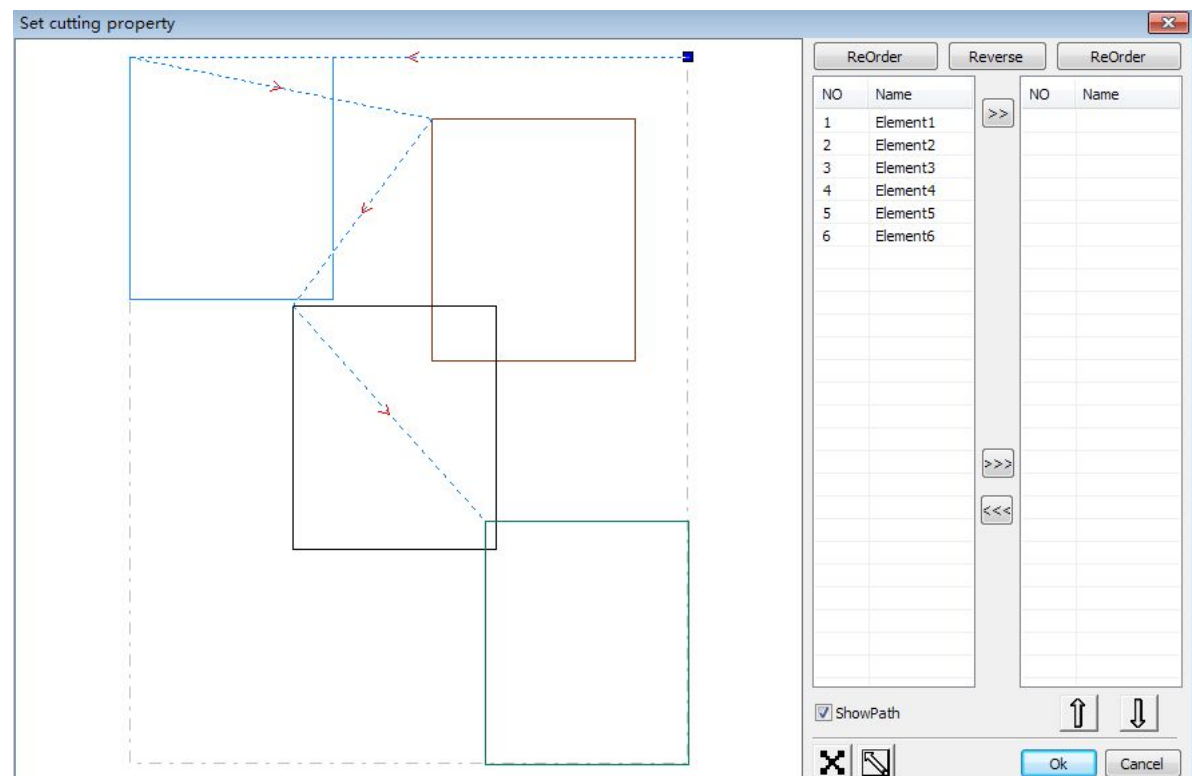 Set cutting property
ReOrder Reverse ReOrder
NO Name >> NO Name
1 Element1
2 Element2
3 Element3
4 Element4
5 Element5
6 Element6
>>>
<<<
ShowPath
Ok Cancel